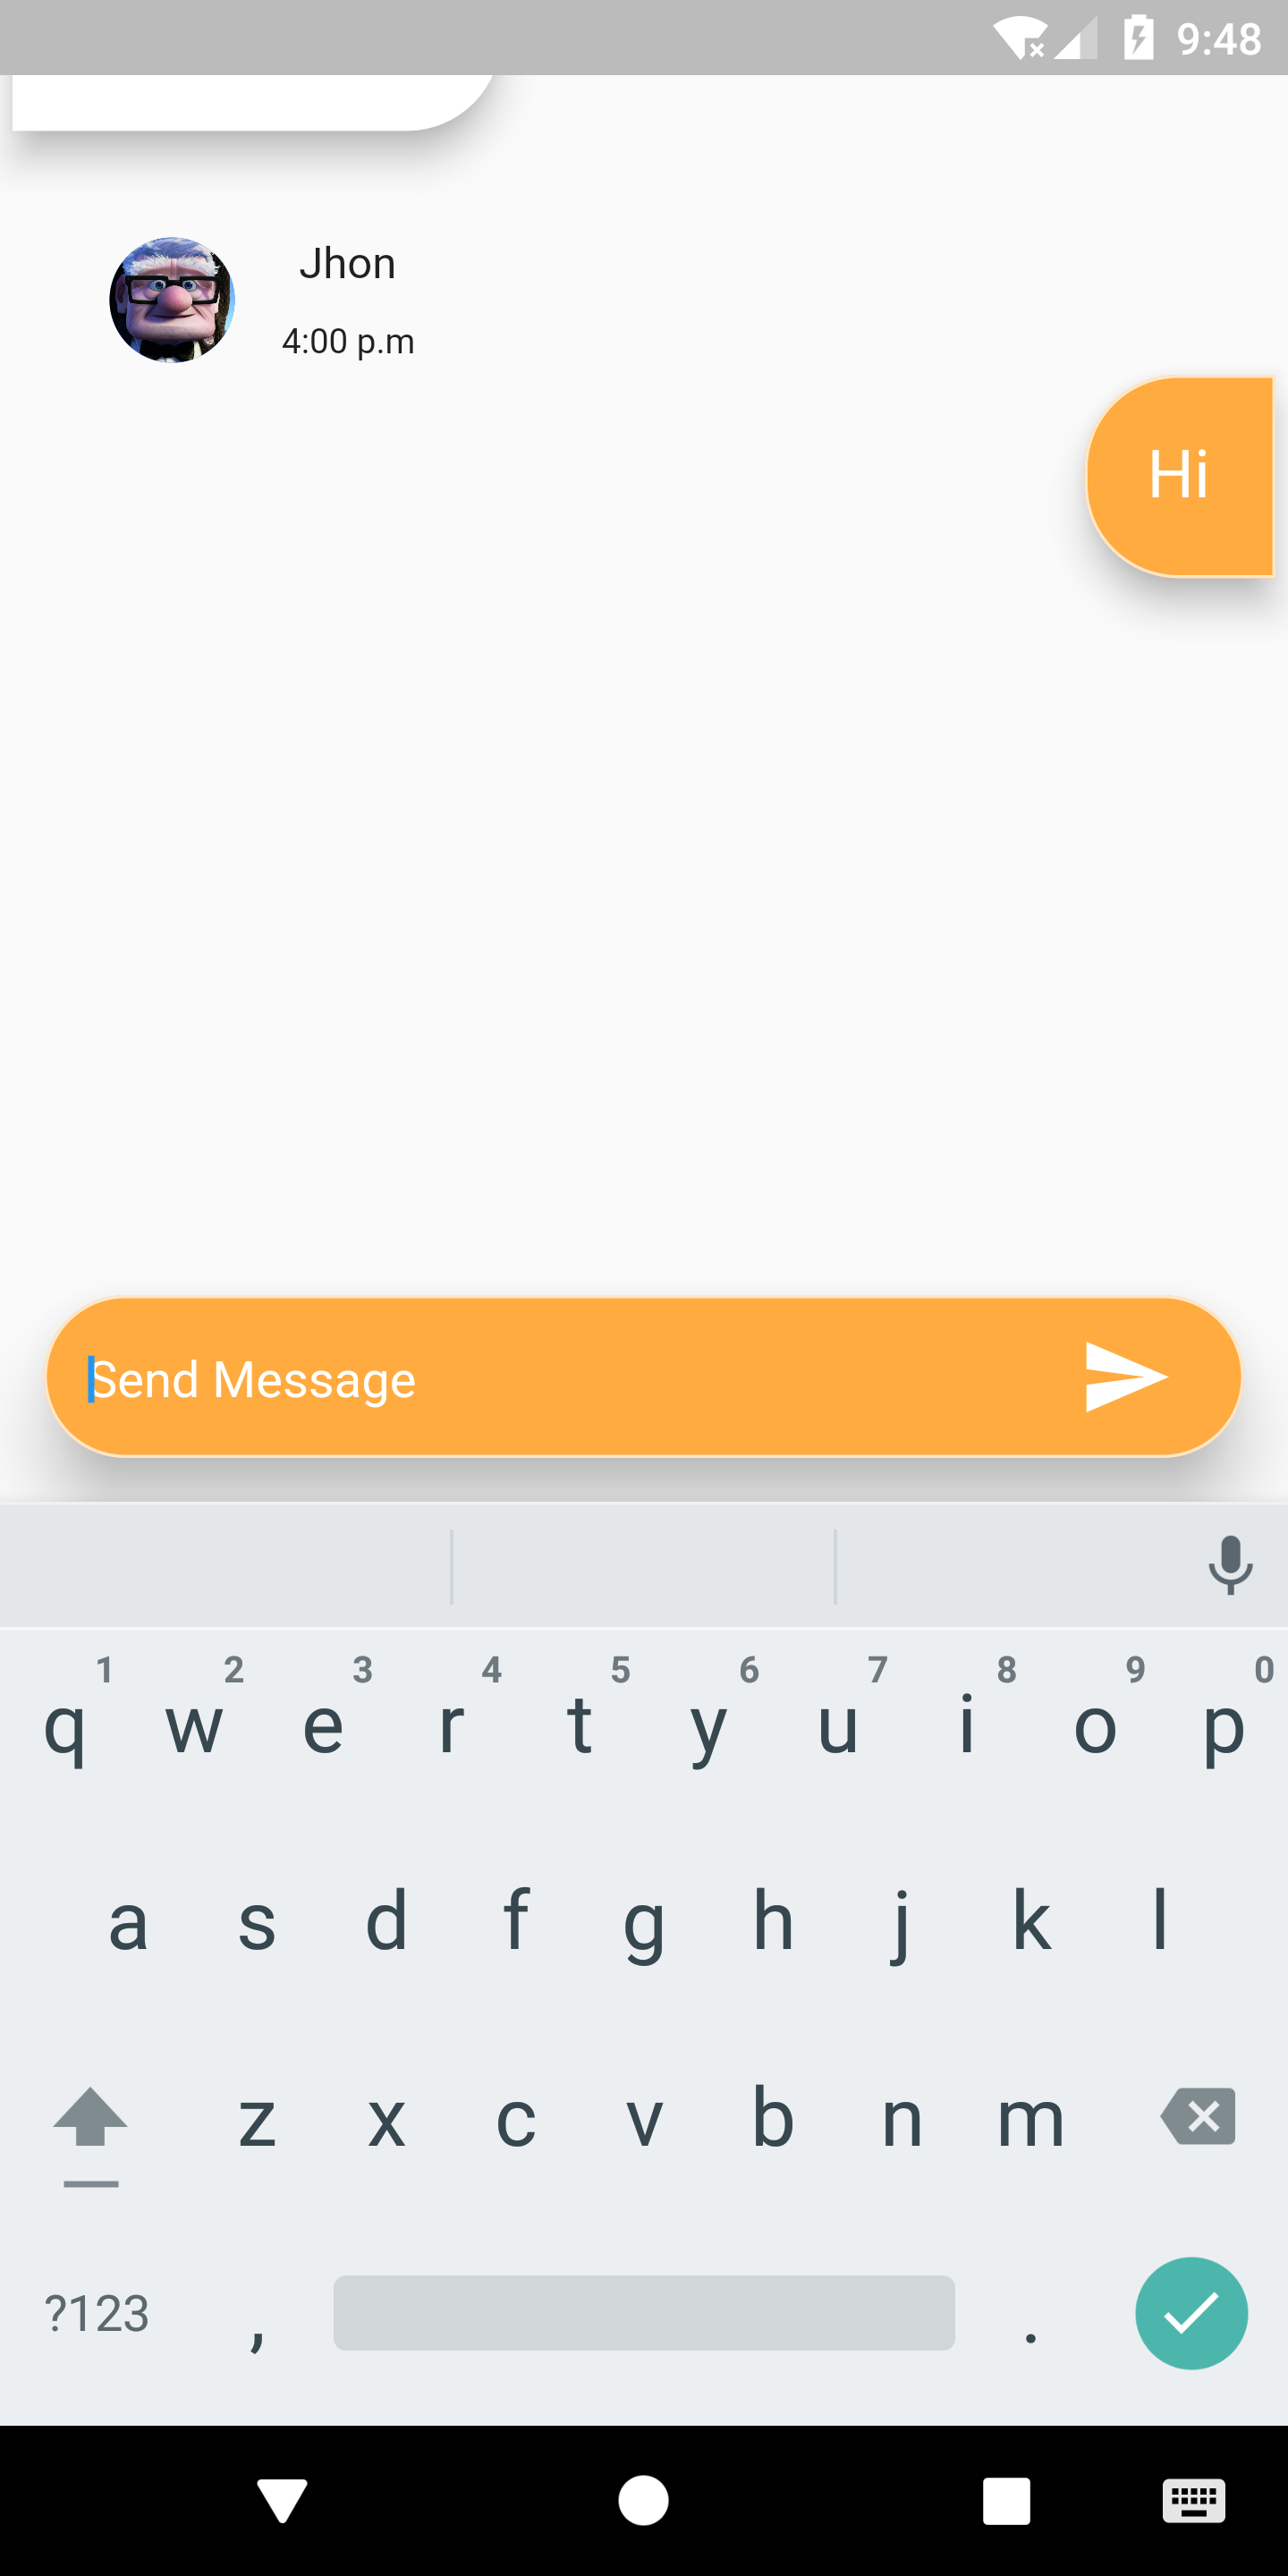 9:48
Jhon
4:00 p.m
Hi
Send Message
1 2 3 4 5 6 7 8 9 0
q w e r t y u i o p
a s d f g h j k l
z x c v b n m
?123 , .